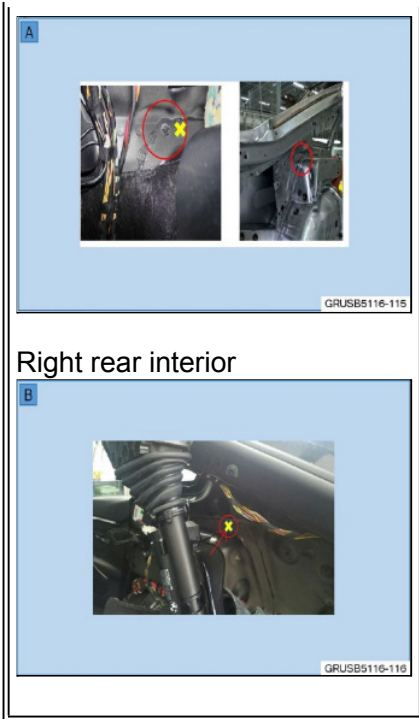 A
GRUSB5116-115
Right rear interior
B
GRUSB5116-116